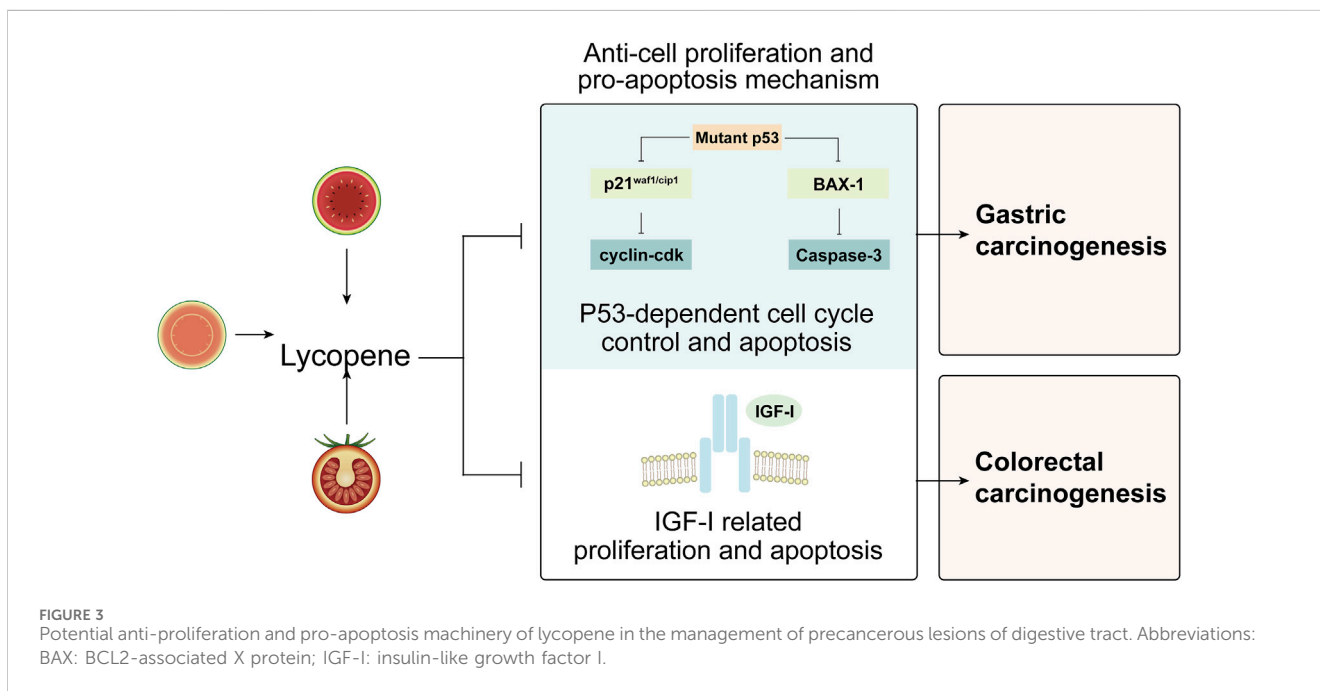 Anti-cell proliferation and
pro-apoptosis mechanism
Mutant p53
p21waf1/cip1
BAX-1
cyclin-cdk
Caspase-3
P53-dependent cell cycle
control and apoptosis
Lycopene
IGF-I
IGF-I related
proliferation and apoptosis
Gastric
carcinogenesis
Colorectal
carcinogenesis
FIGURE 3
Potential anti-proliferation and pro-apoptosis machinery of lycopene in the management of precancerous lesions of digestive tract. Abbreviations:
BAX: BCL2-associated X protein; IGF-I: insulin-like growth factor I.